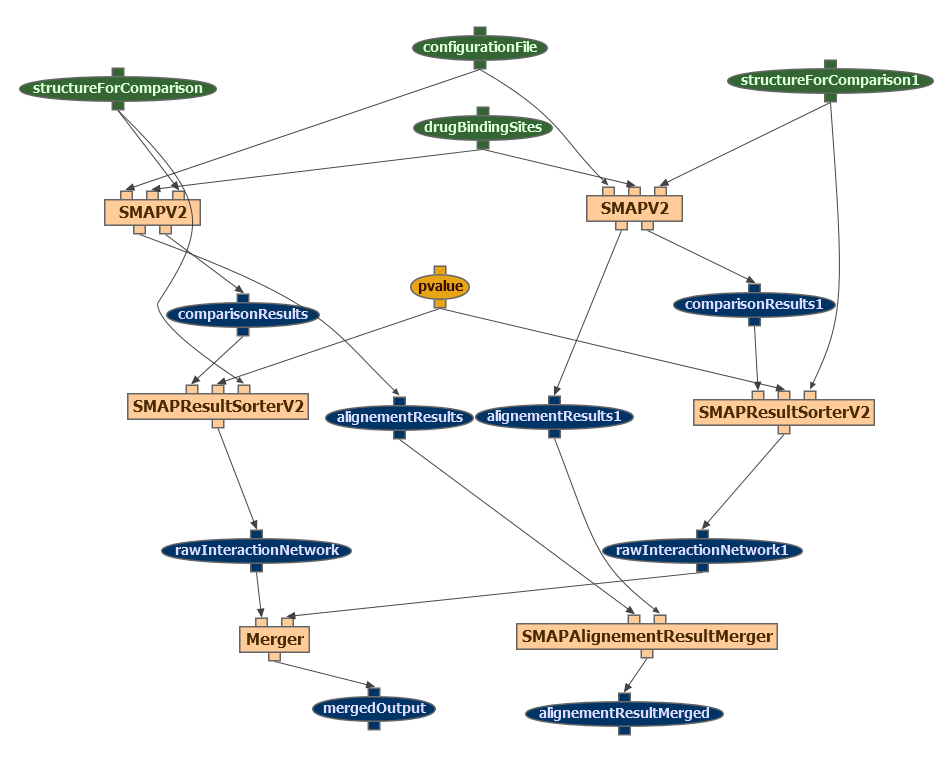 configurationFile
structureForComparison
structureForComparison1
drugBindingSites
SMAPV2
SMAPV2
pvalue
comparisonResults
comparisonResults1
SMAPResultSorterV2
alignementResults
alignementResults1
SMAPResultSorterV2
rawInteractionNetwork
rawInteractionNetwork1
Merger
SMAPAlignementResultMerger
mergedOutput
alignementResultMerged